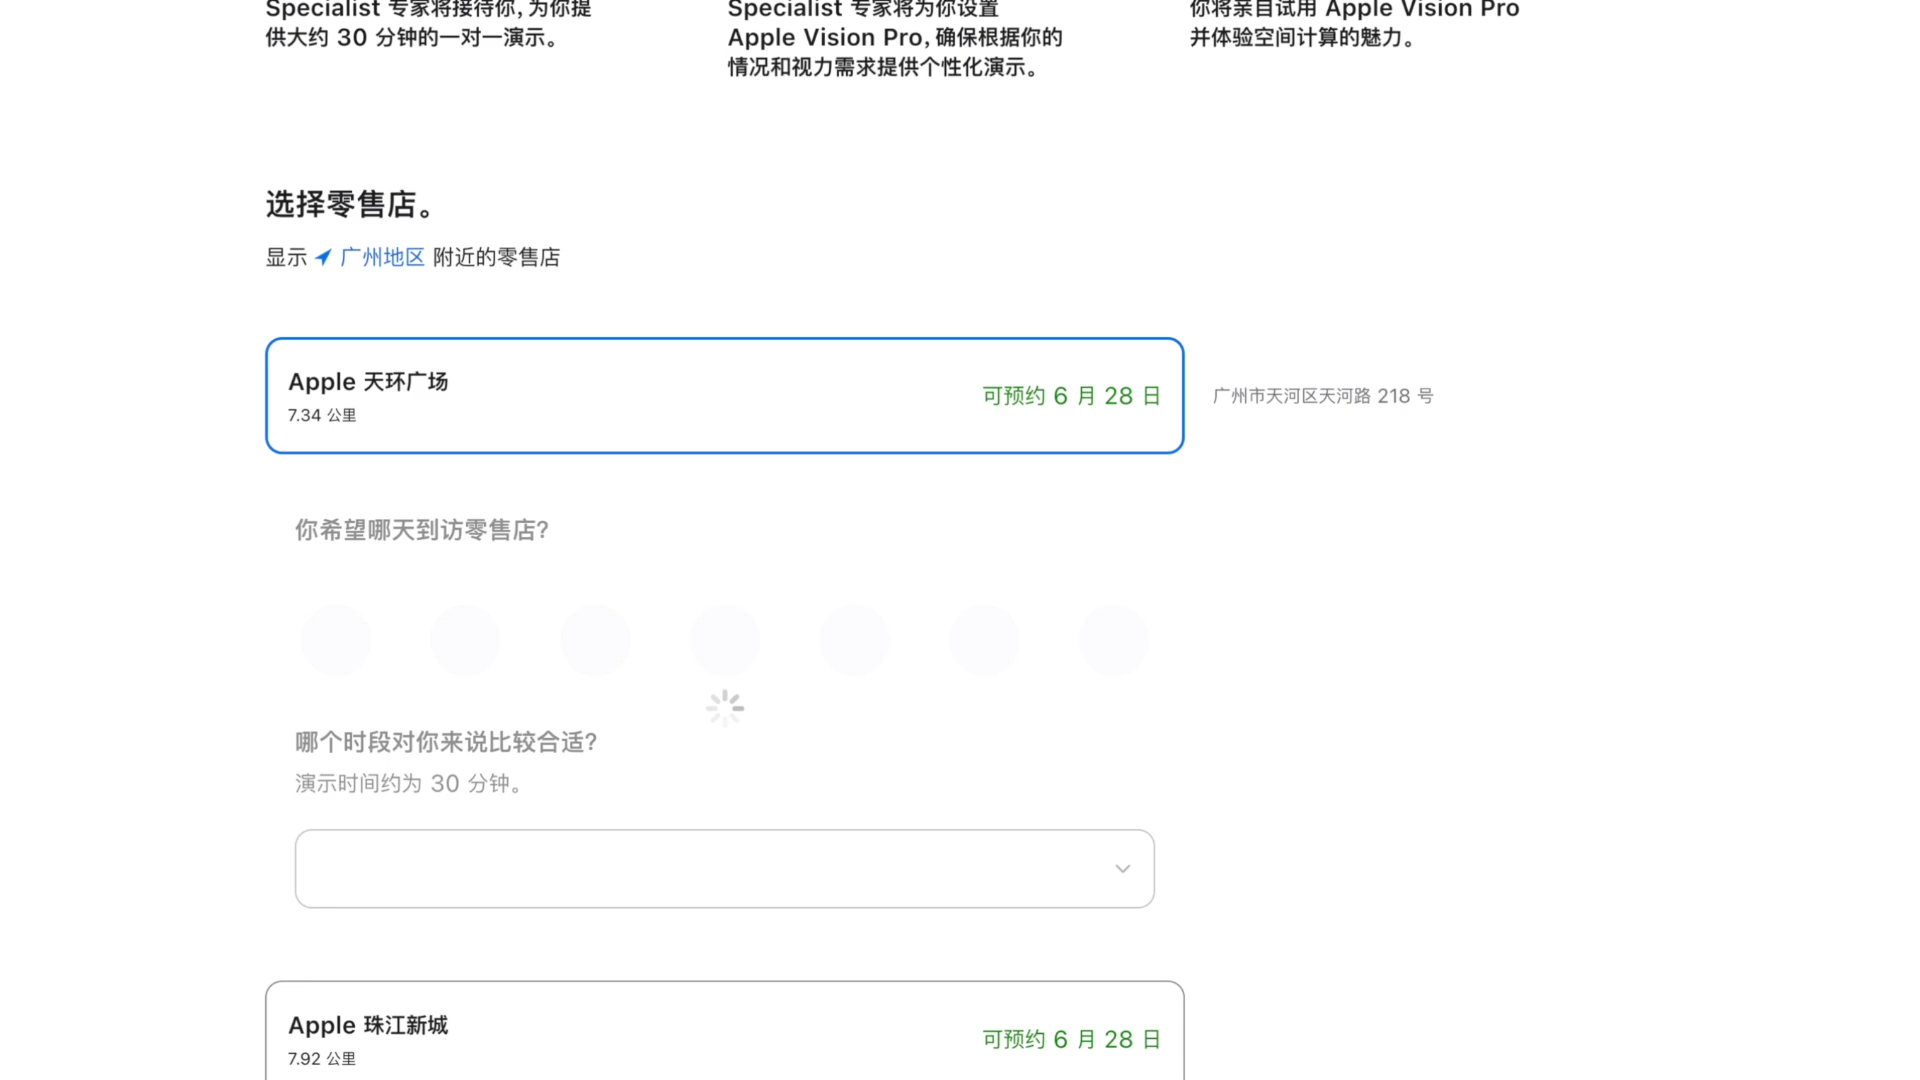 Specialist 专家将接待你，为你提
供大约 30 分钟的一对一演示。
Specialist 专家将为你设置
Apple Vision Pro，确保根据你的
情况和视力需求提供个性化演示。
你将亲自试用 Apple Vision Pro
并体验空间计算的魅力。
选择零售店。
显示 广州地区 附近的零售店
Apple 天环广场
7.34 公里
可预约 6 月 28 日
广州市天河区天河路 218 号
你希望哪天到访零售店？
哪个时段对你来说比较合适？
演示时间约为 30 分钟。
Apple 珠江新城
7.92 公里
可预约 6 月 28 日